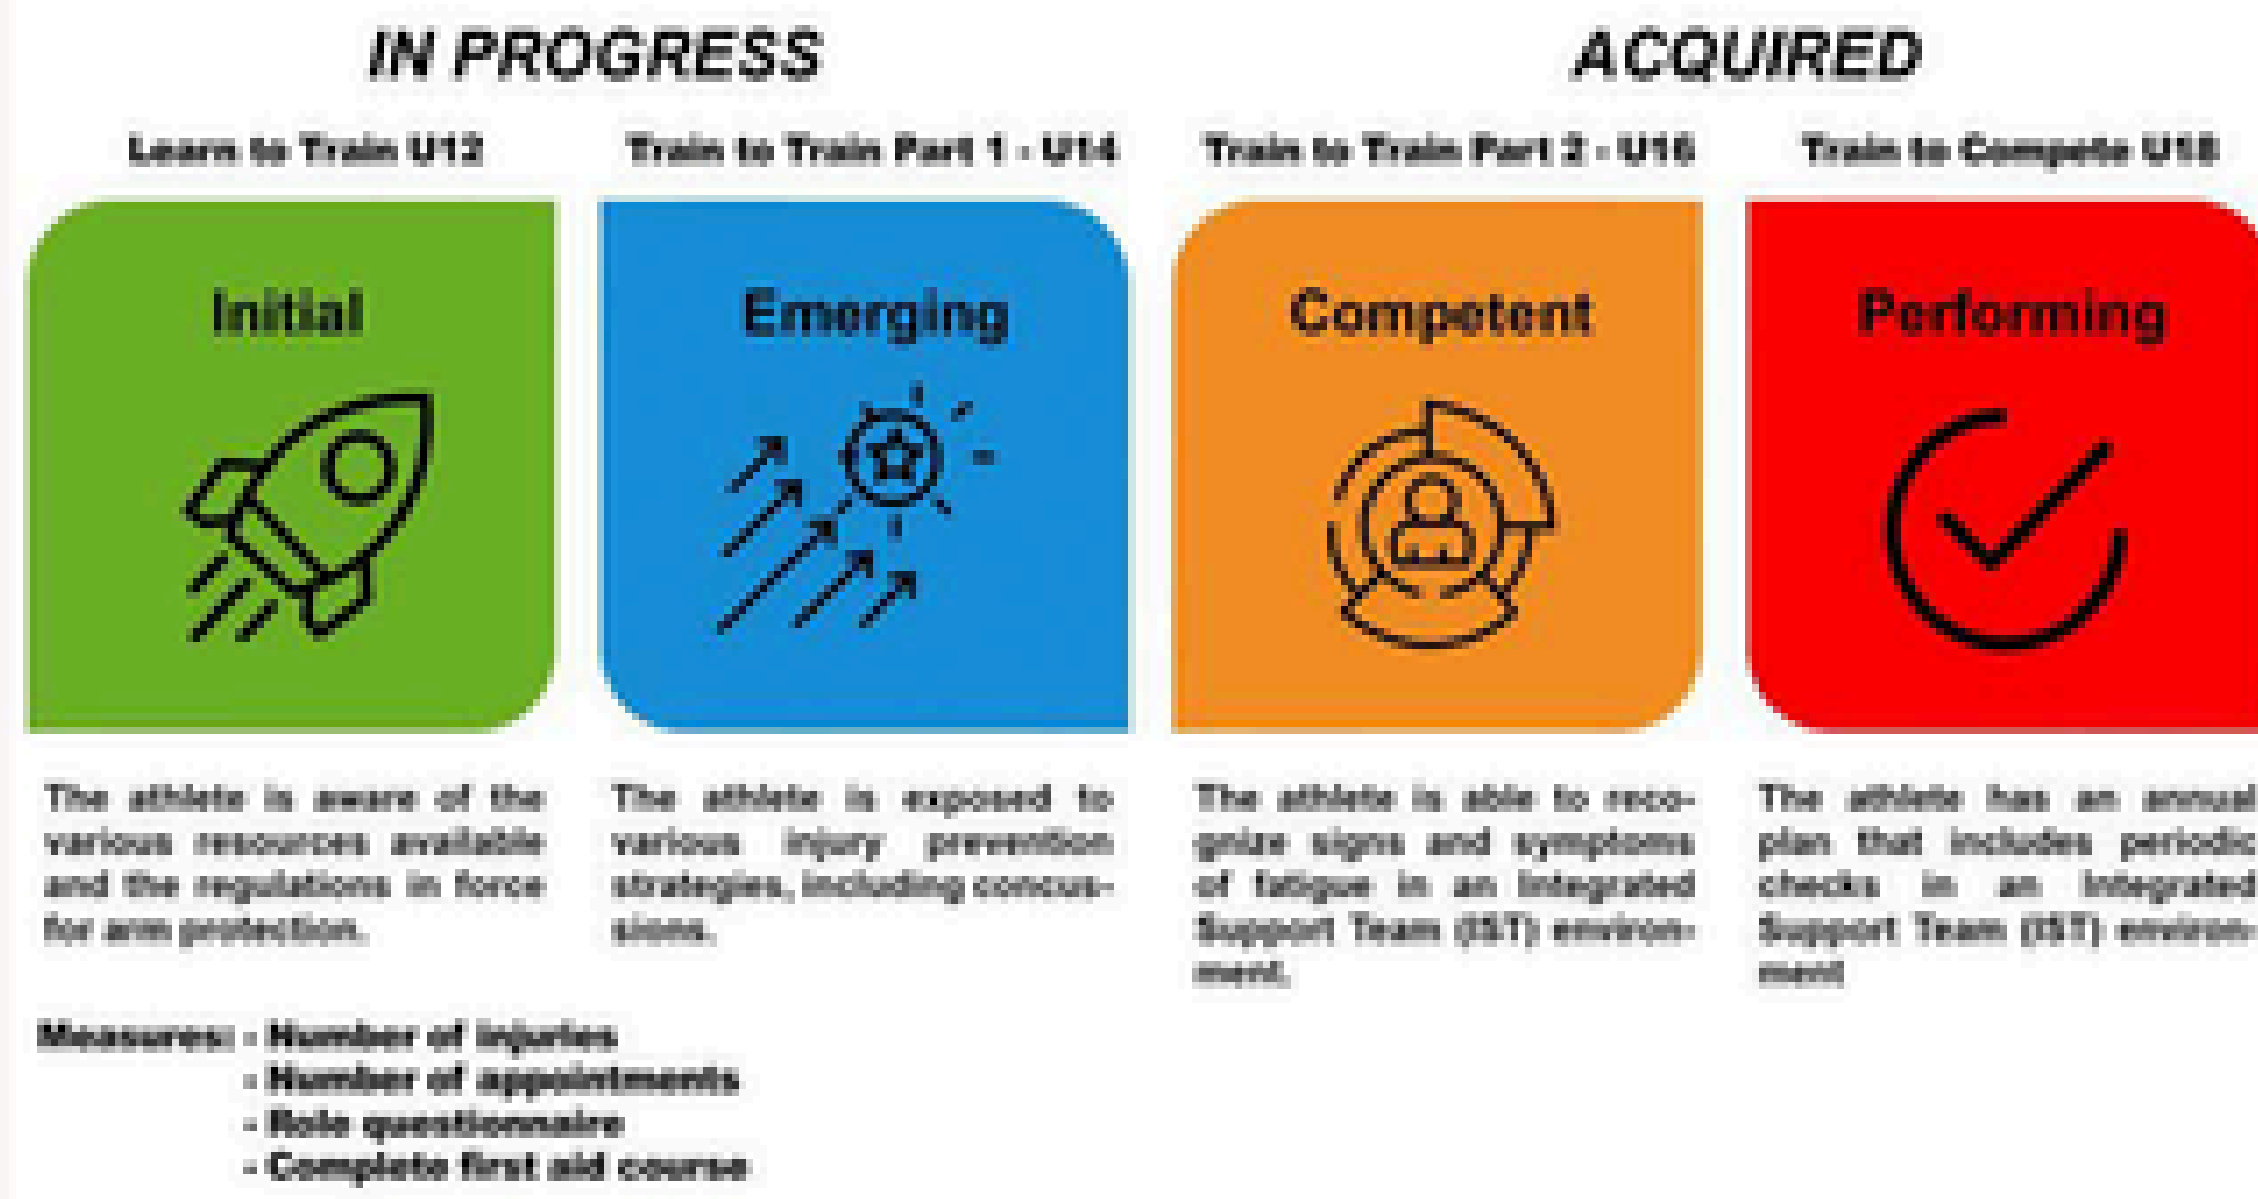 IN PROGRESS
ACQUIRED
Learn to Train U12
Train to Train Part 1 - U14
Train to Train Part 2 - U16
Train to Compete U18
Initial
Emerging
Competent
Performing
The athlete is aware of the
various resources available
and the regulations in force
for arm protection.
The athlete is exposed to
various injury prevention
strategies, including concus-
sions.
The athlete is able to reco-
gnize signs and symptoms
of fatigue in an Integrated
Support Team (IST) environ-
ment.
The athlete has an annual
plan that includes periodic
checks in an Integrated
Support Team (IST) environ-
ment
Measures: - Number of injuries
- Number of appointments
- Role questionnaire
- Complete first aid course